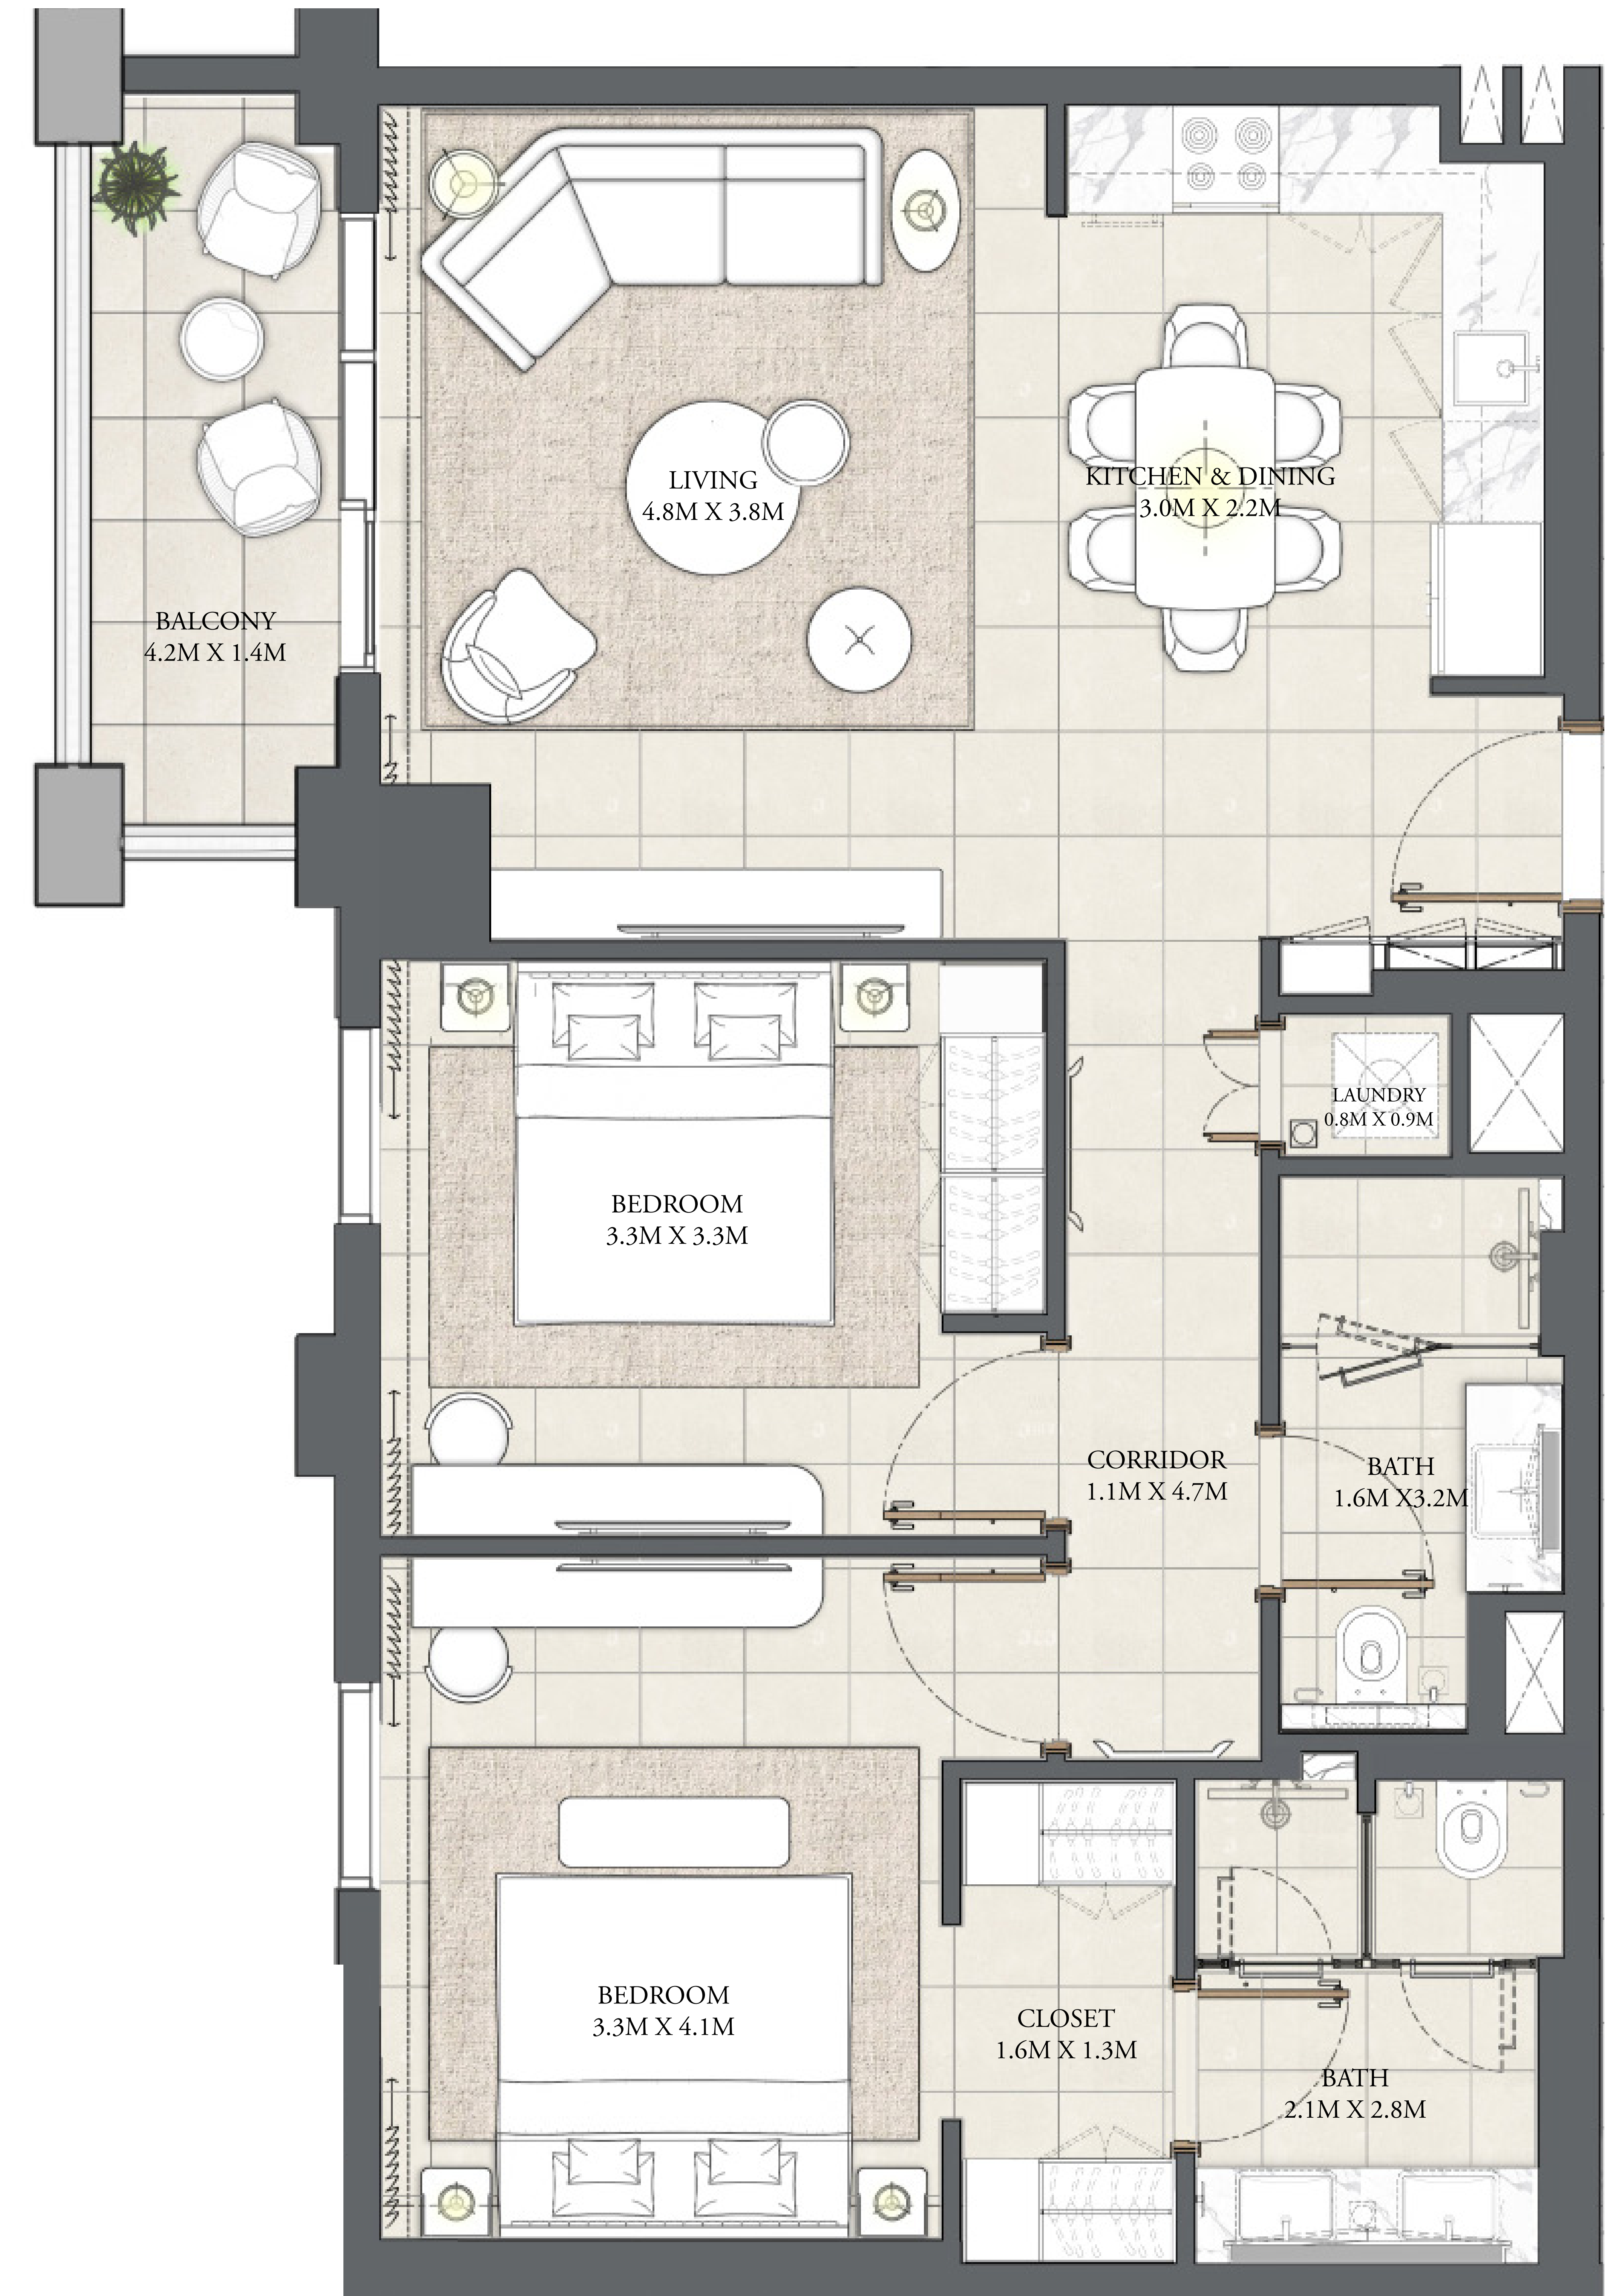 LIVING
4.8M X 3.8M
KITCHEN & DINING
3.0M X 2.2M
BALCONY
4.2M X 1.4M
LAUNDRY
0.8M X 0.9M
BEDROOM
3.3M X 3.3M
CORRIDOR
1.1M X 4.7M
BATH
1.6M X3.2M
BEDROOM
3.3M X 4.1M
CLOSET
1.6M X 1.3M
BATH
2.1M X 2.8M